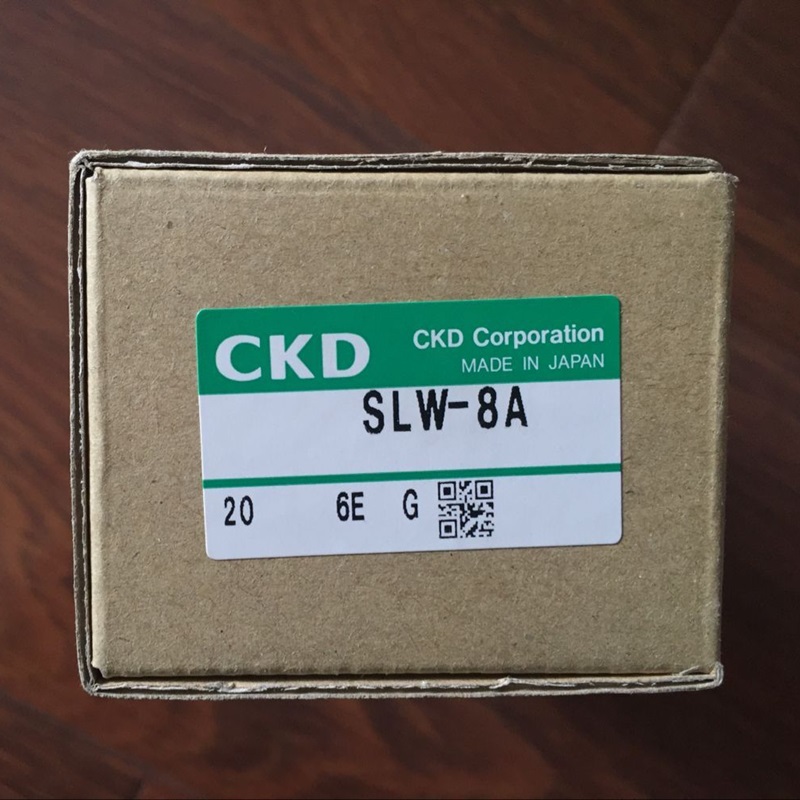 CKD
CKD Corporation
MADE IN JAPAN
SLW-8A
20 6E G